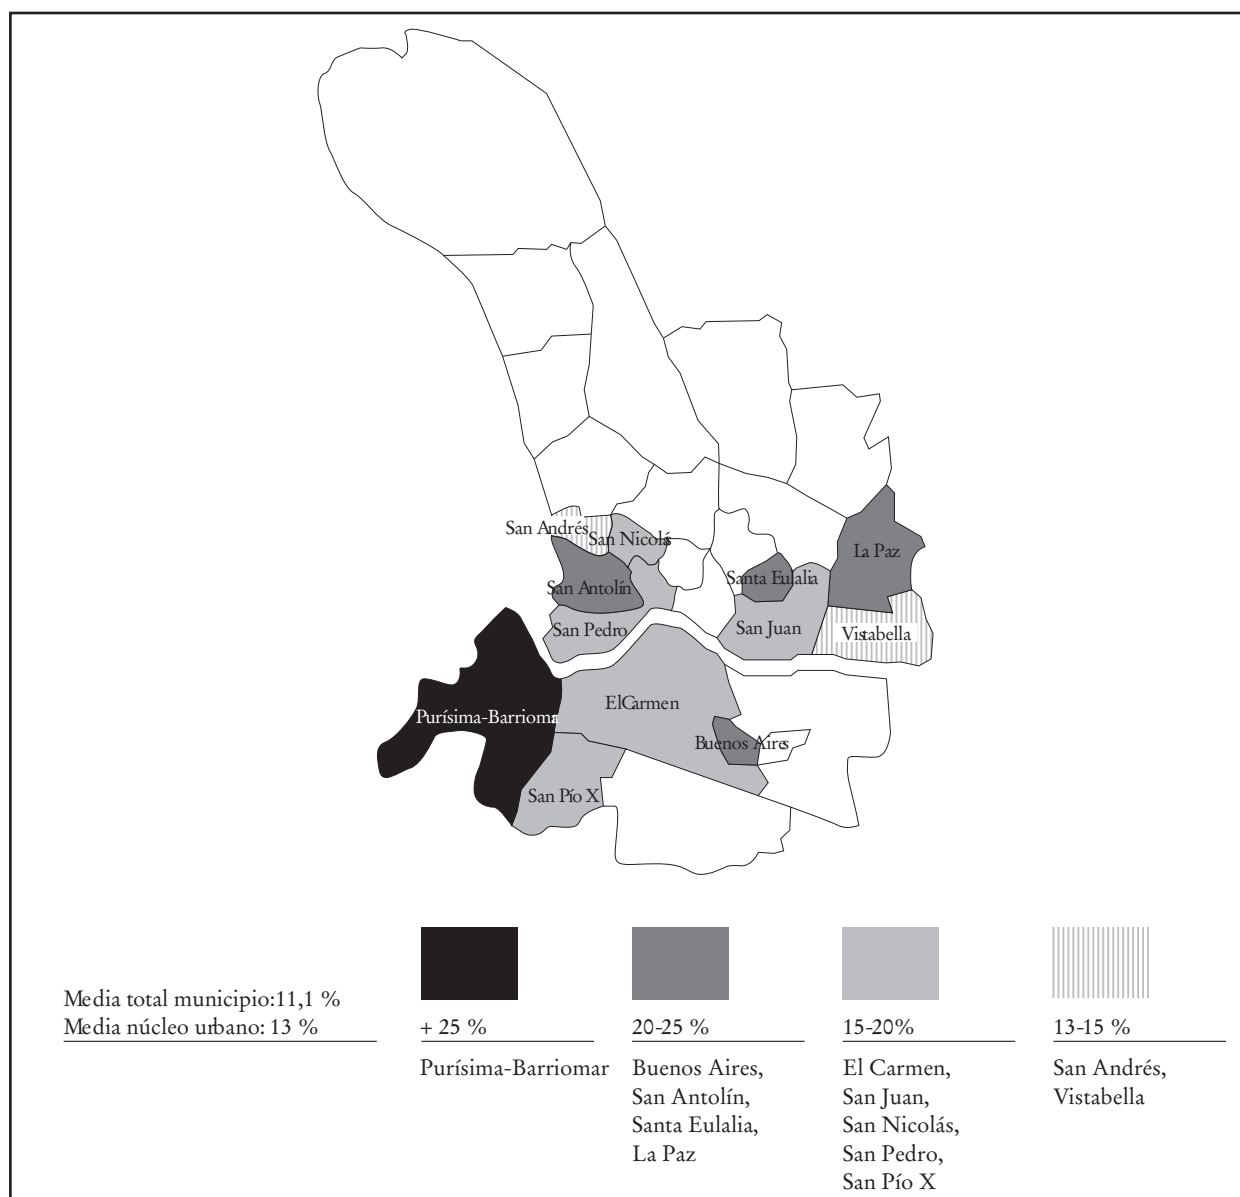 San Andrés
San Nicolás
La Paz
San Antolín
Santa Eulalia
San Pedro
San Juan
Vistabella
Purísima-Barriomar
El Carmen
Buenos Aires
San Pío X
Media total municipio:11,1 %
Media núcleo urbano: 13 %
+ 25 %
Purísima-Barriomar
20-25 %
Buenos Aires,
San Antolín,
Santa Eulalia,
La Paz
15-20%
El Carmen,
San Juan,
San Nicolás,
San Pedro,
San Pío X
13-15 %
San Andrés,
Vistabella